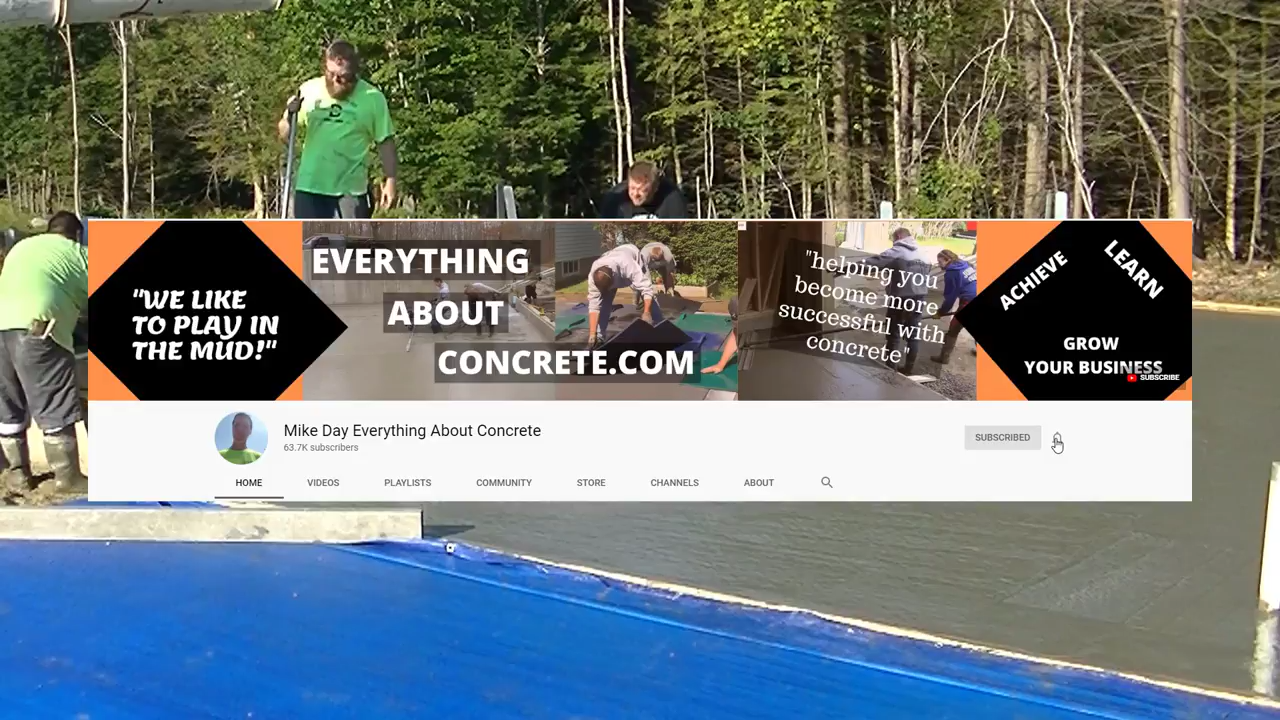 "WE LIKE
TO PLAY IN
THE MUD!"
EVERYTHING
ABOUT
CONCRETE.COM
"helping you
become more
successful with
concrete"
ACHIEVE
LEARN
GROW
YOUR BUSINESS
SUBSCRIBE
Mike Day Everything About Concrete
63.7K subscribers
SUBSCRIBED
HOME
VIDEOS
PLAYLISTS
COMMUNITY
STORE
CHANNELS
ABOUT